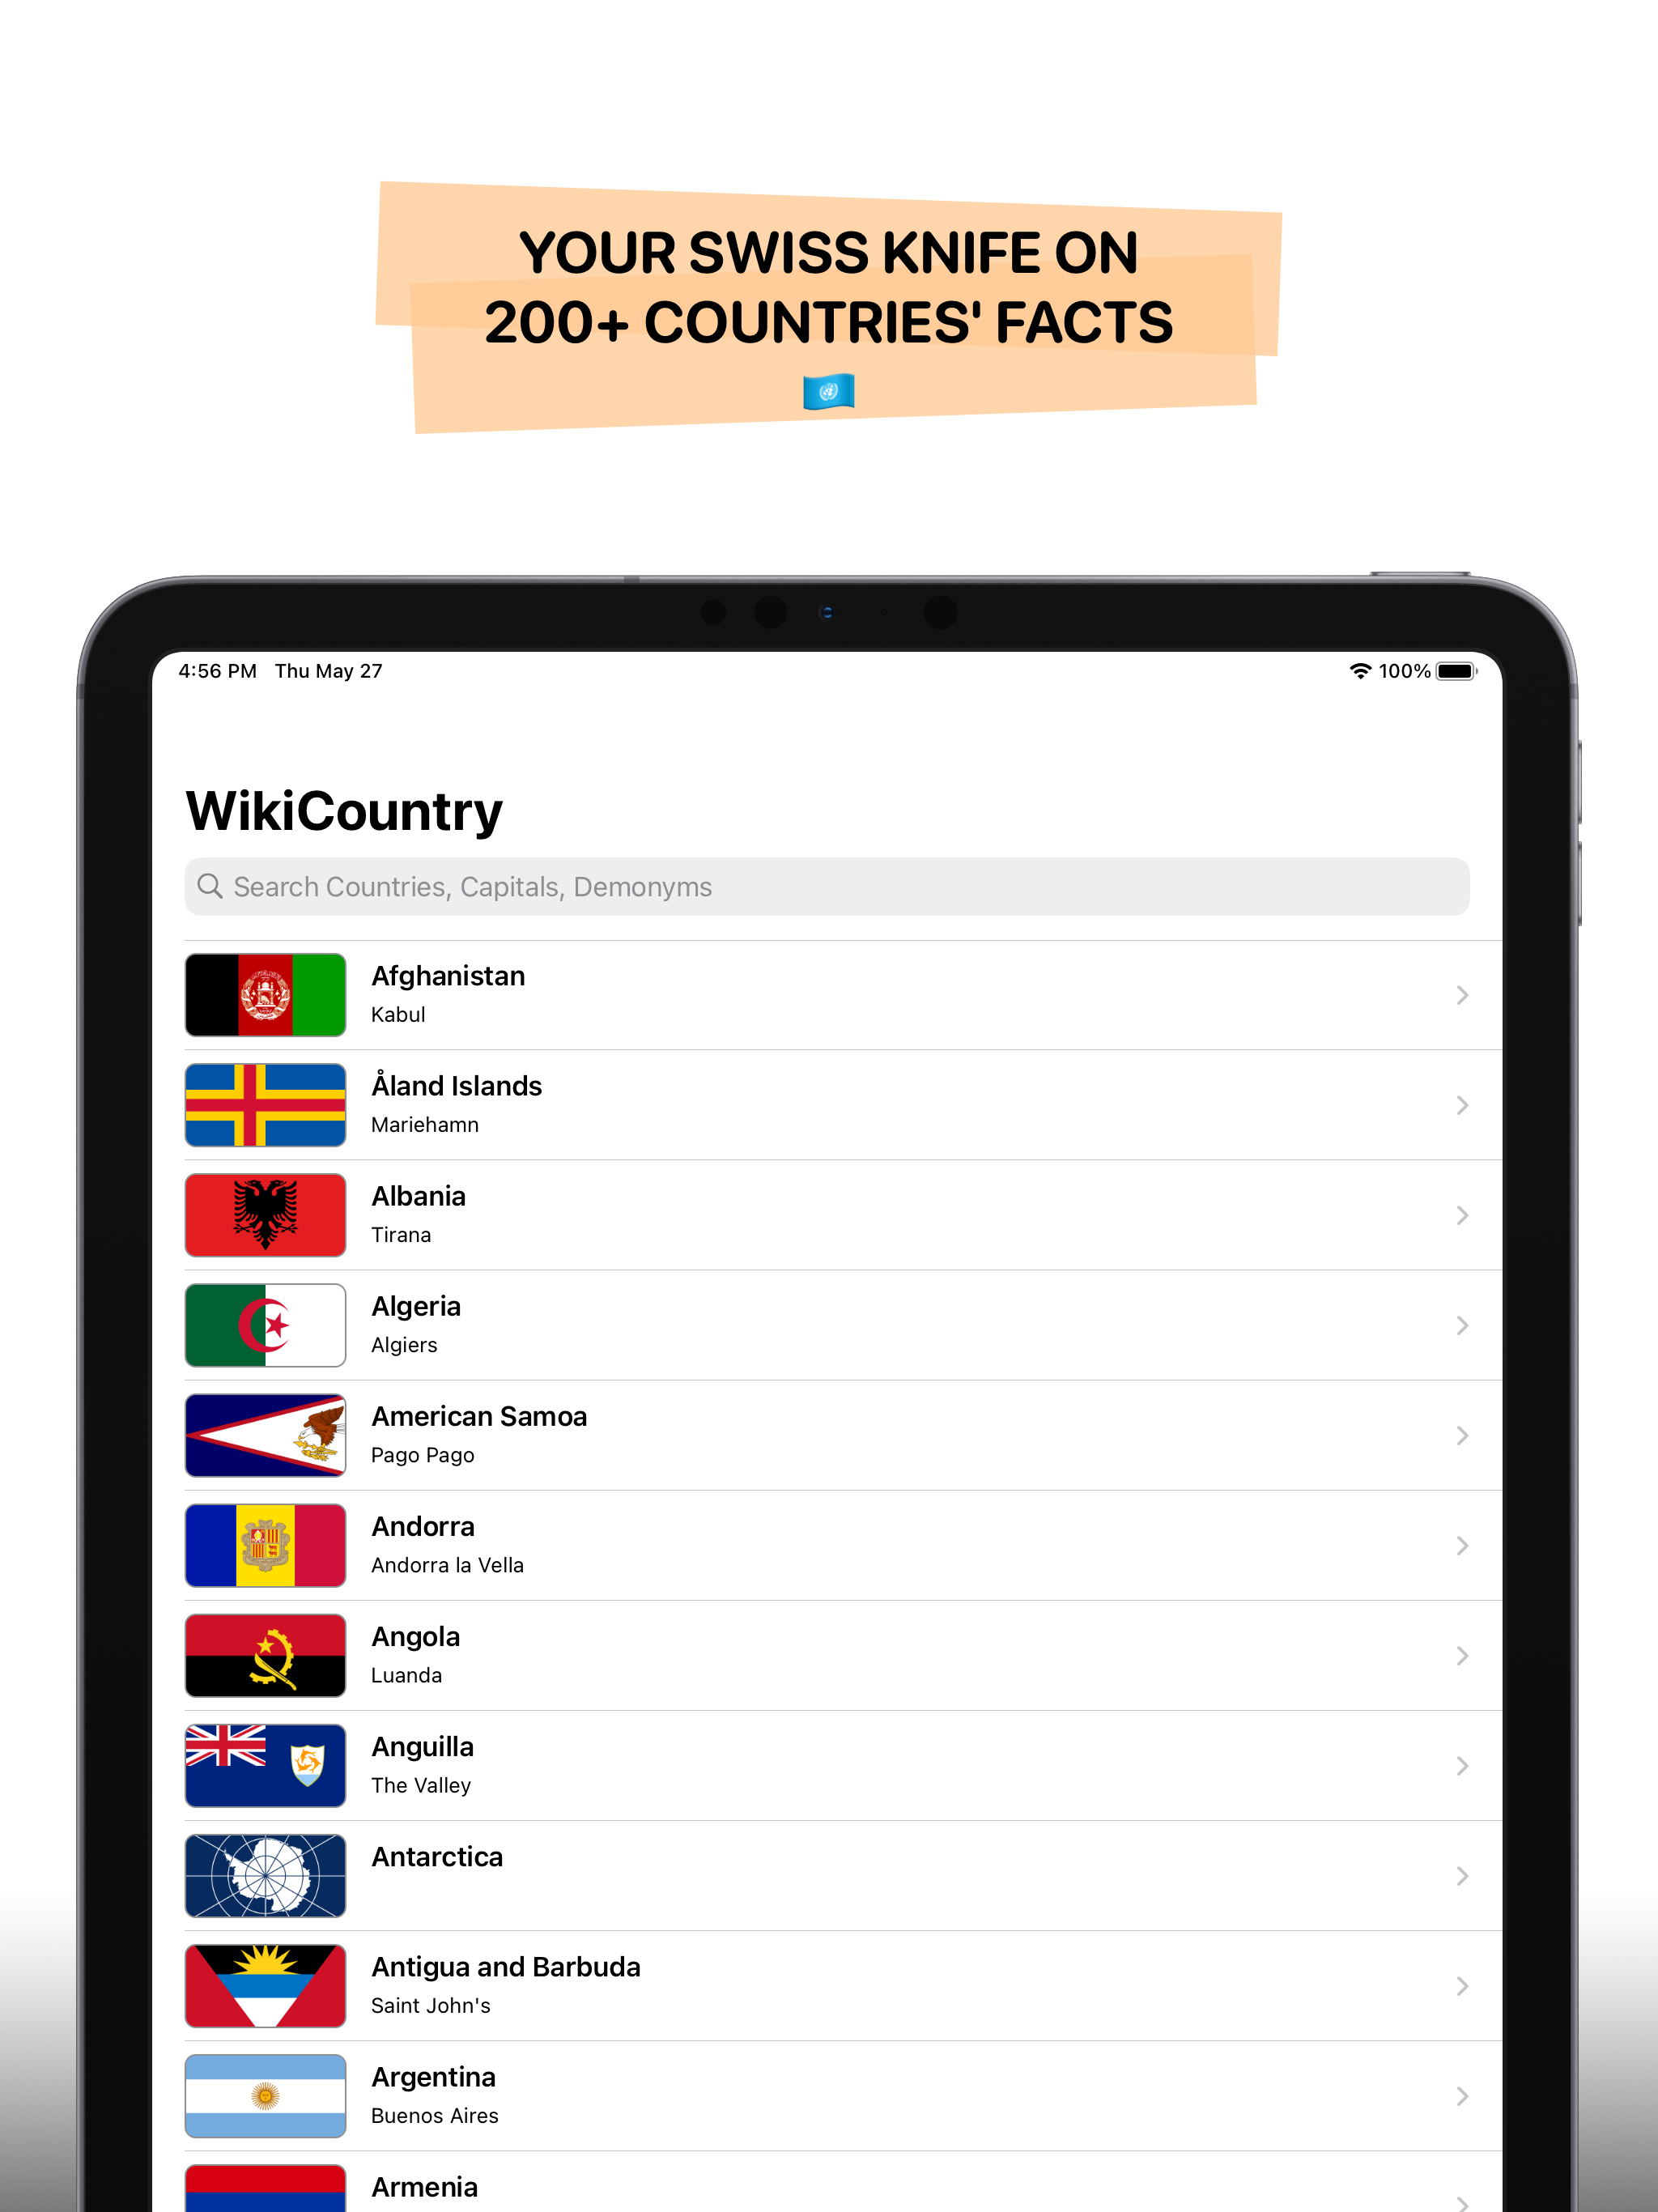 YOUR SWISS KNIFE ON
200+ COUNTRIES' FACTS
4:56 PM Thu May 27
100%
WikiCountry
Search Countries, Capitals, Demonyms
Afghanistan
Kabul
Åland Islands
Mariehamn
Albania
Tirana
Algeria
Algiers
American Samoa
Pago Pago
Andorra
Andorra la Vella
Angola
Luanda
Anguilla
The Valley
Antarctica
Antigua and Barbuda
Saint John's
Argentina
Buenos Aires
Armenia